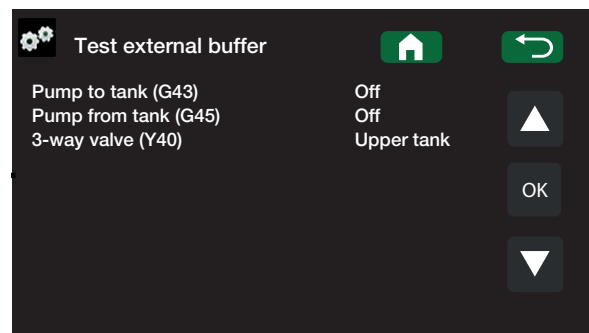 Test external buffer
Pump to tank (G43) Off
Pump from tank (G45) Off
3-way valve (Y40) Upper tank
OK